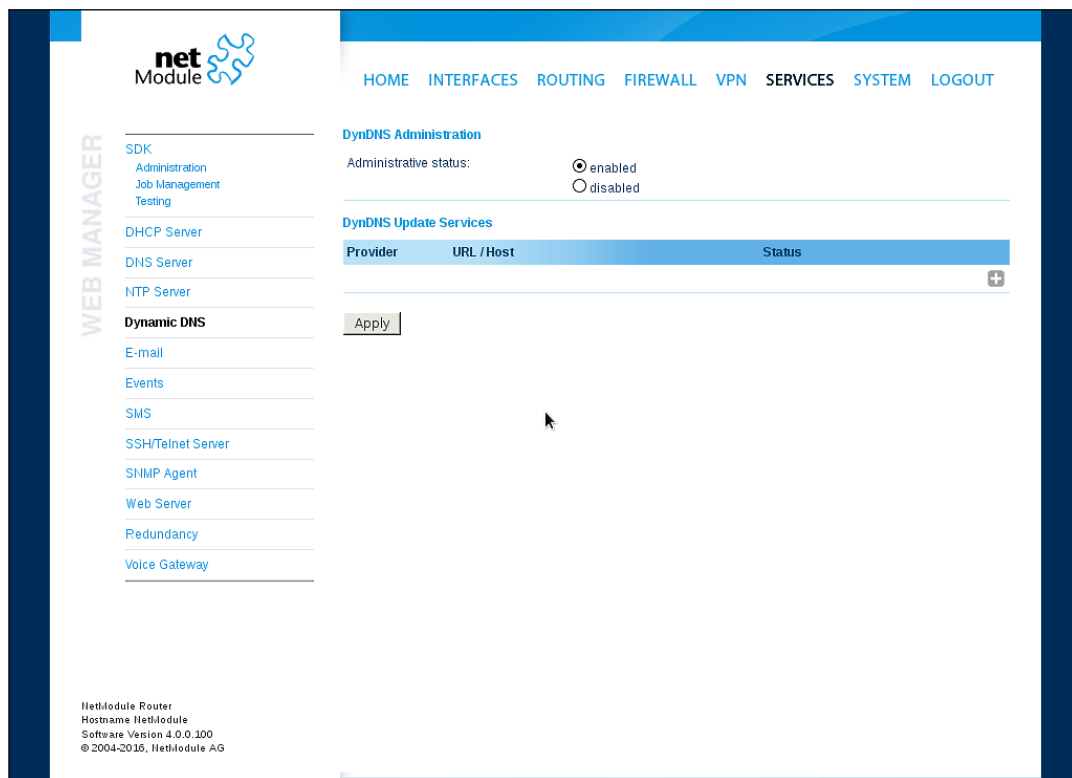 net
Module
HOME INTERFACES ROUTING FIREWALL VPN SERVICES SYSTEM LOGOUT
WEB MANAGER
SDK
Administration
Job Management
Testing
DHCP Server
DNS Server
NTP Server
Dynamic DNS
E-mail
Events
SMS
SSH/Telnet Server
SNMP Agent
Web Server
Redundancy
Voice Gateway
DynDNS Administration
Administrative status:
enabled
disabled
DynDNS Update Services
Provider URL / Host Status
Apply
NetModule Router
Hostname NetModule
Software Version 4.0.0.100
© 2004-2016, NetModule AG